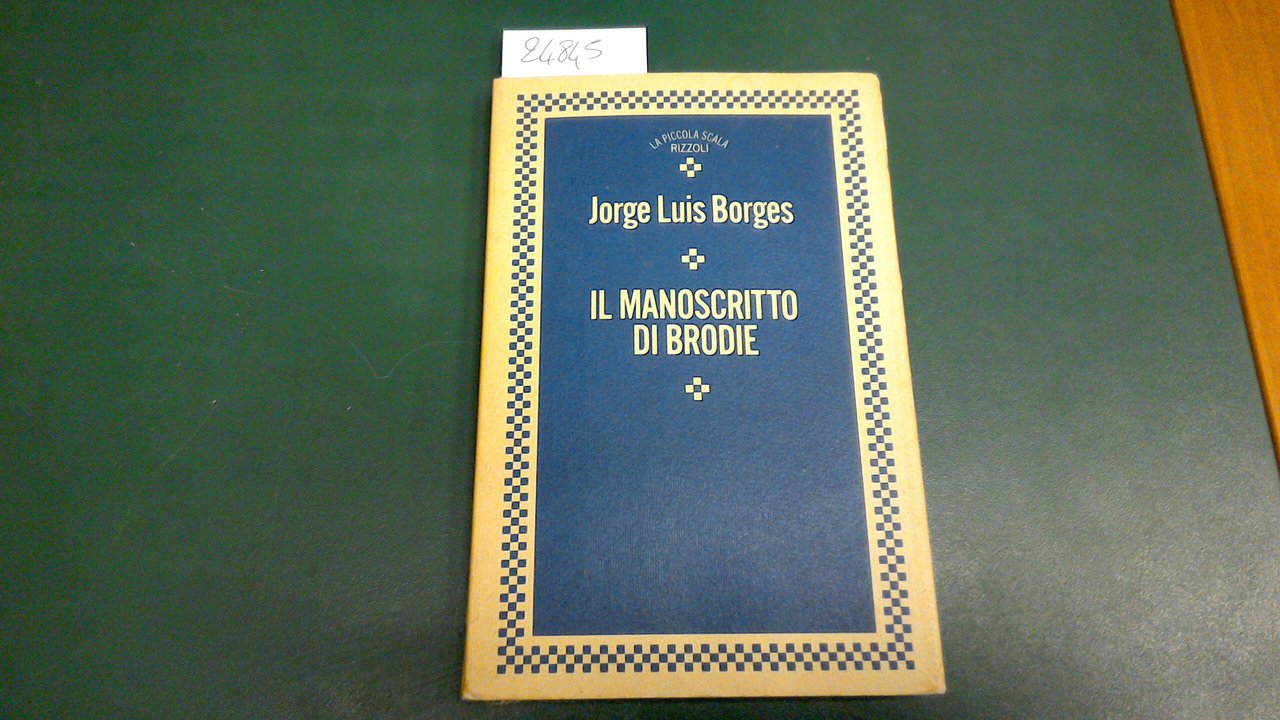 24845
LA PICCOLA SCALA
RIZZOLI
Jorge Luis Borges
IL MANOSCRITTO
DI BRODIE